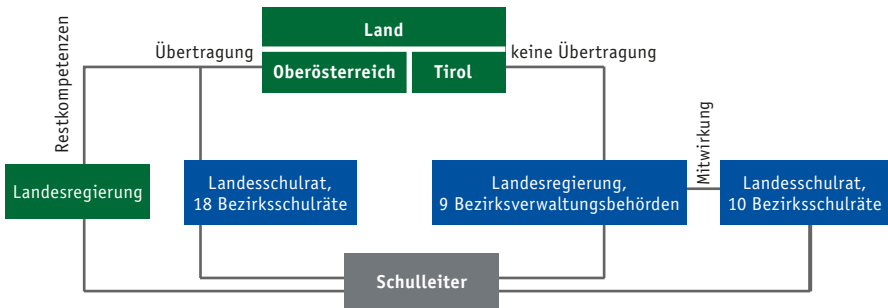 Land
Oberösterreich
Tirol
Übertragung
keine Übertragung
Restkompetenzen
Mitwirkung
Landesregierung
Landesschulrat,
18 Bezirksschulräte
Landesregierung,
9 Bezirksverwaltungsbehörden
Landesschulrat,
10 Bezirksschulräte
Schulleiter